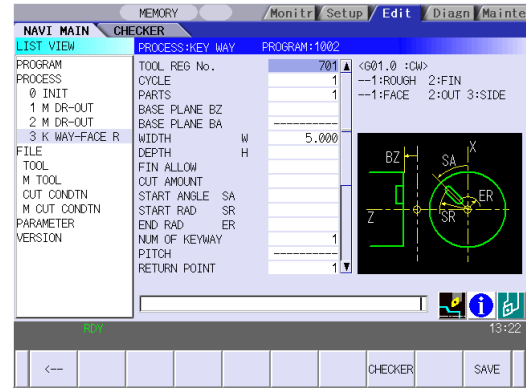 MEMORY Monitr Setup Edit Diagn Mainte
NAVI MAIN CHECKER
LIST VIEW PROCESS:KEY WAY PROGRAM:1002
PROGRAM
PROCESS
0 INIT
1 M DR-OUT
2 M DR-OUT
3 K WAY-FACE R
FILE
TOOL
M TOOL
CUT CONDTN
M CUT CONDTN
PARAMETER
VERSION
TOOL REG No. 701
CYCLE 1
PARTS 1
BASE PLANE BZ
BASE PLANE BA ----------
WIDTH W 5.000
DEPTH H
FIN ALLOW
CUT AMOUNT
START ANGLE SA
START RAD SR
END RAD ER
NUM OF KEYWAY 1
PITCH ----------
RETURN POINT 1
<G01.0 :CW>
--1:ROUGH 2:FIN
--1:FACE 2:OUT 3:SIDE
BZ SA X
ER
Z SR
RDY 13:22
<-- CHECKER SAVE